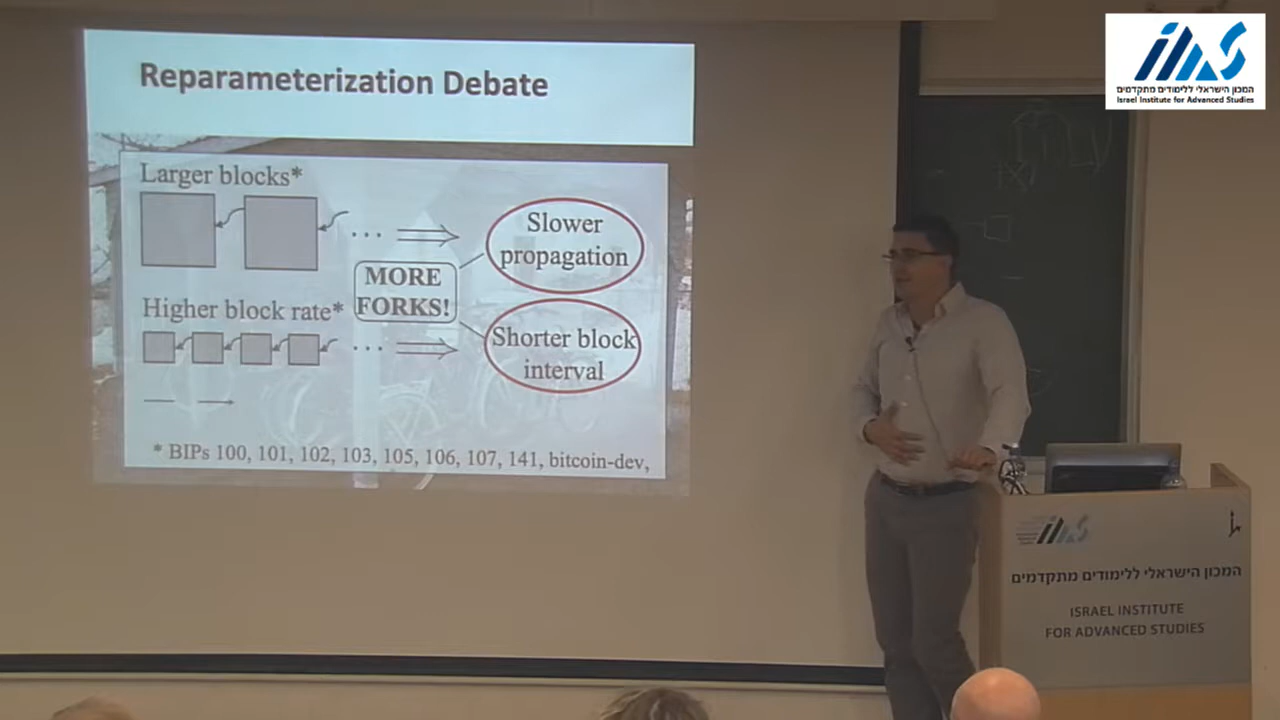 Reparameterization Debate
Larger blocks*
...
Slower
propagation
MORE
FORKS!
Higher block rate*
...
Shorter block
interval
* BIPs 100, 101, 102, 103, 105, 106, 107, 141, bitcoin-dev,
המכון הישראלי ללימודים מתקדמים
Israel Institute for Advanced Studies
המכון הישראלי ללימודים מתקדמים
ISRAEL INSTITUTE
FOR ADVANCED STUDIES